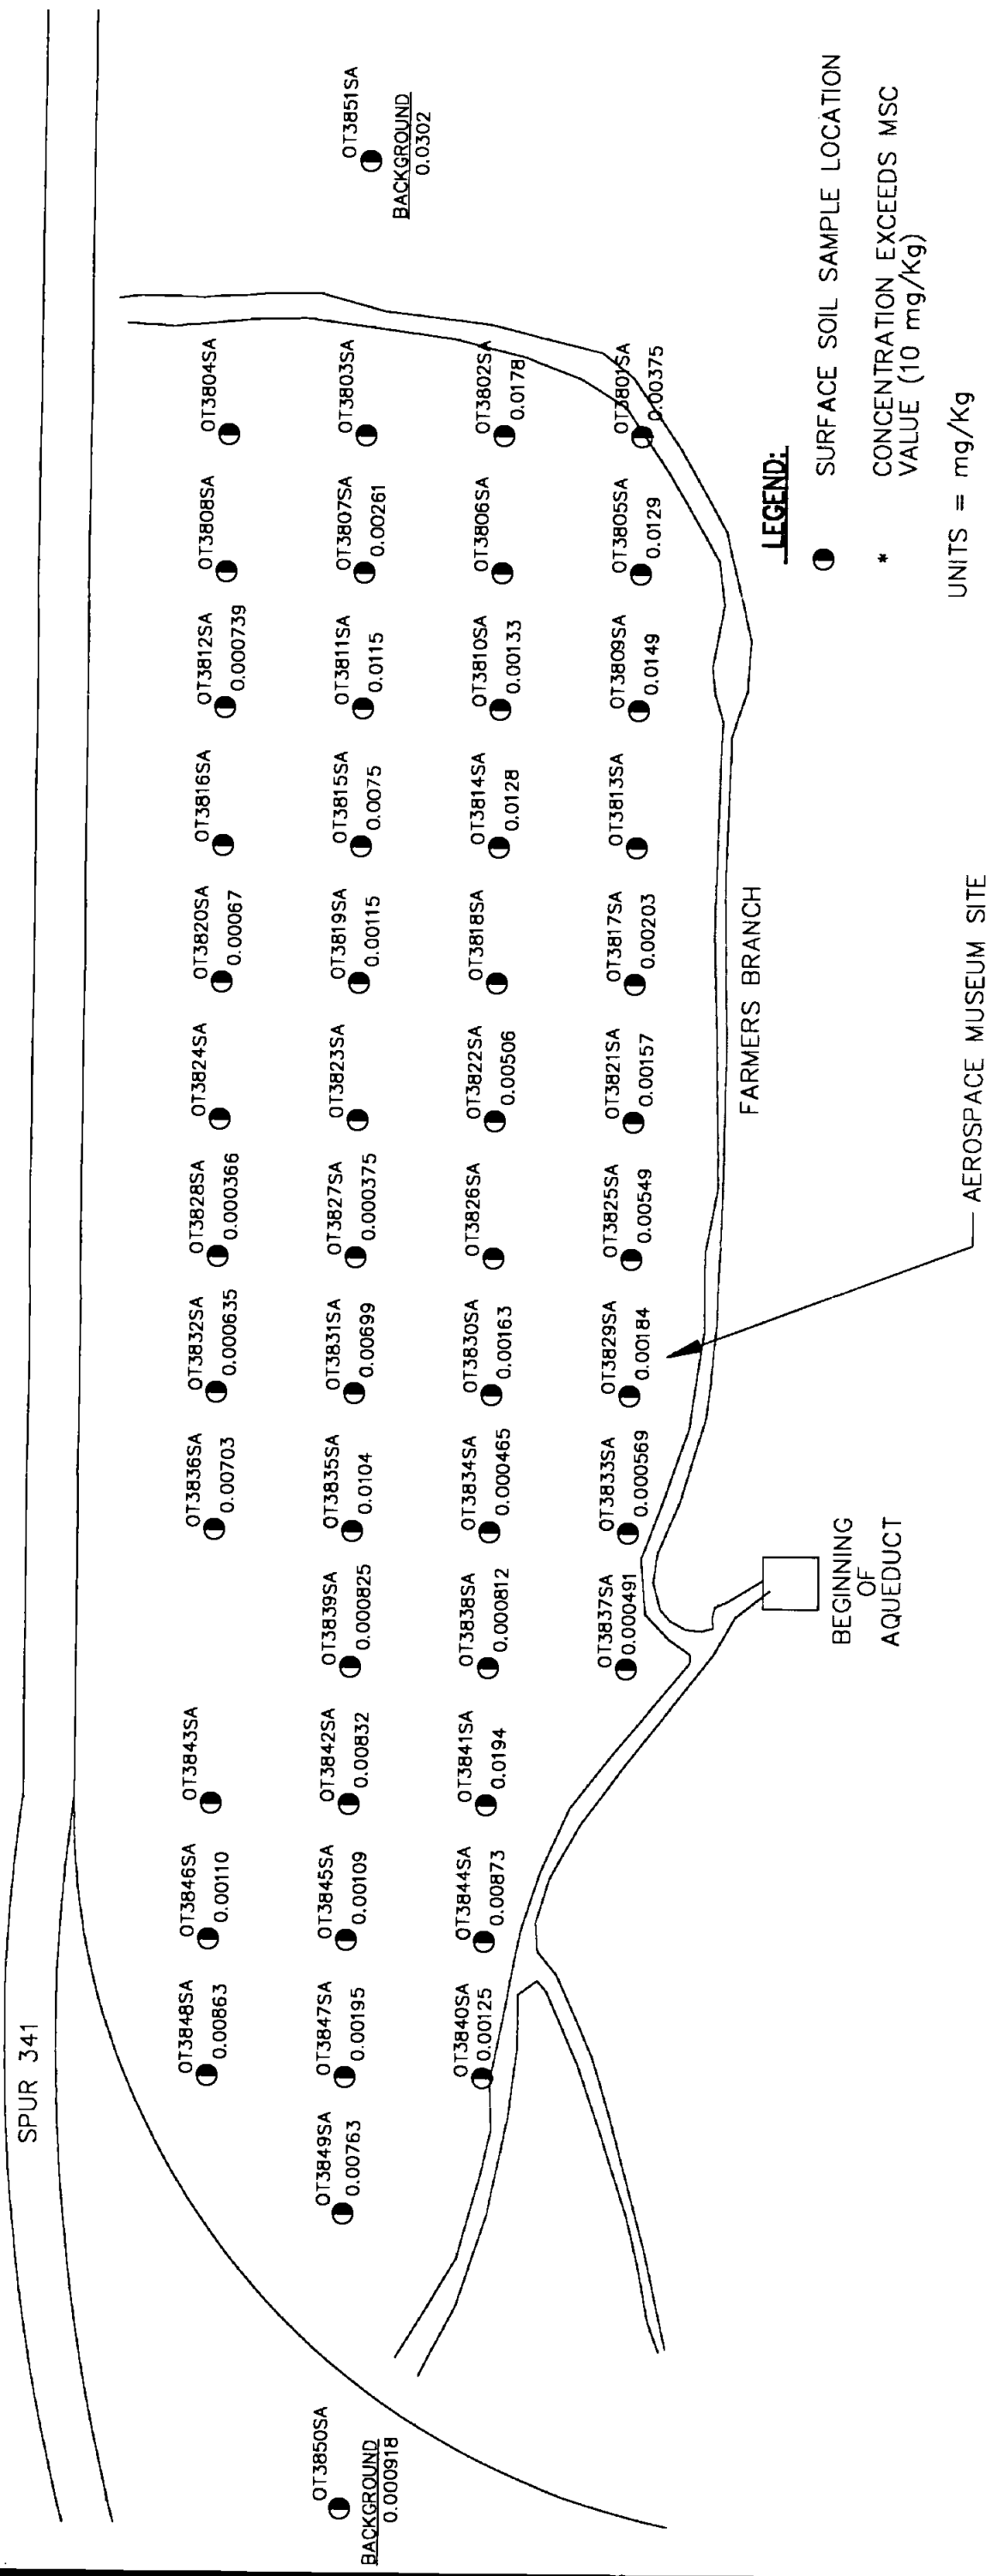 SPUR 341
OT3850SA
BACKGROUND
0.000918
OT3849SA
0.00763
OT3848SA
0.00863
OT3847SA
0.00195
OT3840SA
0.00125
OT3846SA
0.00110
OT3845SA
0.00109
OT3844SA
0.00873
OT3843SA
OT3842SA
0.00832
OT3841SA
0.0194
OT3839SA
0.000825
OT3838SA
0.000812
OT3837SA
0.000491
OT3836SA
0.00703
OT3835SA
0.0104
OT3834SA
0.000465
OT3833SA
0.000569
OT3832SA
0.000635
OT3831SA
0.00699
OT3830SA
0.00163
OT3829SA
0.00184
OT3828SA
0.000366
OT3827SA
0.000375
OT3826SA
OT3825SA
0.00549
OT3824SA
OT3823SA
OT3822SA
0.00506
OT3821SA
0.00157
OT3820SA
0.00067
OT3819SA
0.00115
OT3818SA
OT3817SA
0.00203
OT3816SA
OT3815SA
0.0075
OT3814SA
0.0128
OT3813SA
OT3812SA
0.000739
OT3811SA
0.0115
OT3810SA
0.00133
OT3809SA
0.0149
OT3808SA
OT3807SA
0.00261
OT3806SA
OT3805SA
0.0129
OT3804SA
OT3803SA
OT3802SA
0.0178
OT3801SA
0.00375
OT3851SA
BACKGROUND
0.0302
FARMERS BRANCH
BEGINNING
OF
AQUEDUCT
AEROSPACE MUSEUM SITE
LEGEND:
SURFACE SOIL SAMPLE LOCATION
* CONCENTRATION EXCEEDS MSC
VALUE (10 mg/Kg)
UNITS = mg/Kg